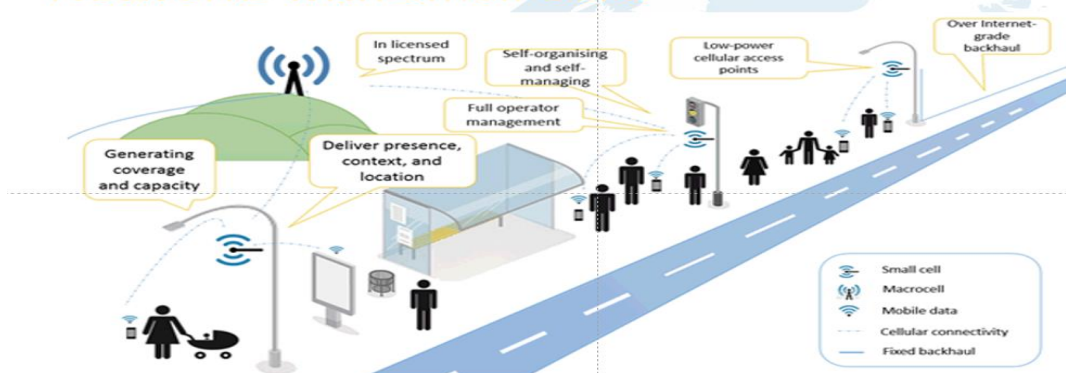 In licensed
spectrum
Self-organising
and self-
managing
Low-power
cellular access
points
Over Internet-
grade
backhaul
Full operator
management
Generating
coverage
and capacity
Deliver presence,
context, and
location
Small cell
Macrocell
Mobile data
Cellular connectivity
Fixed backhaul